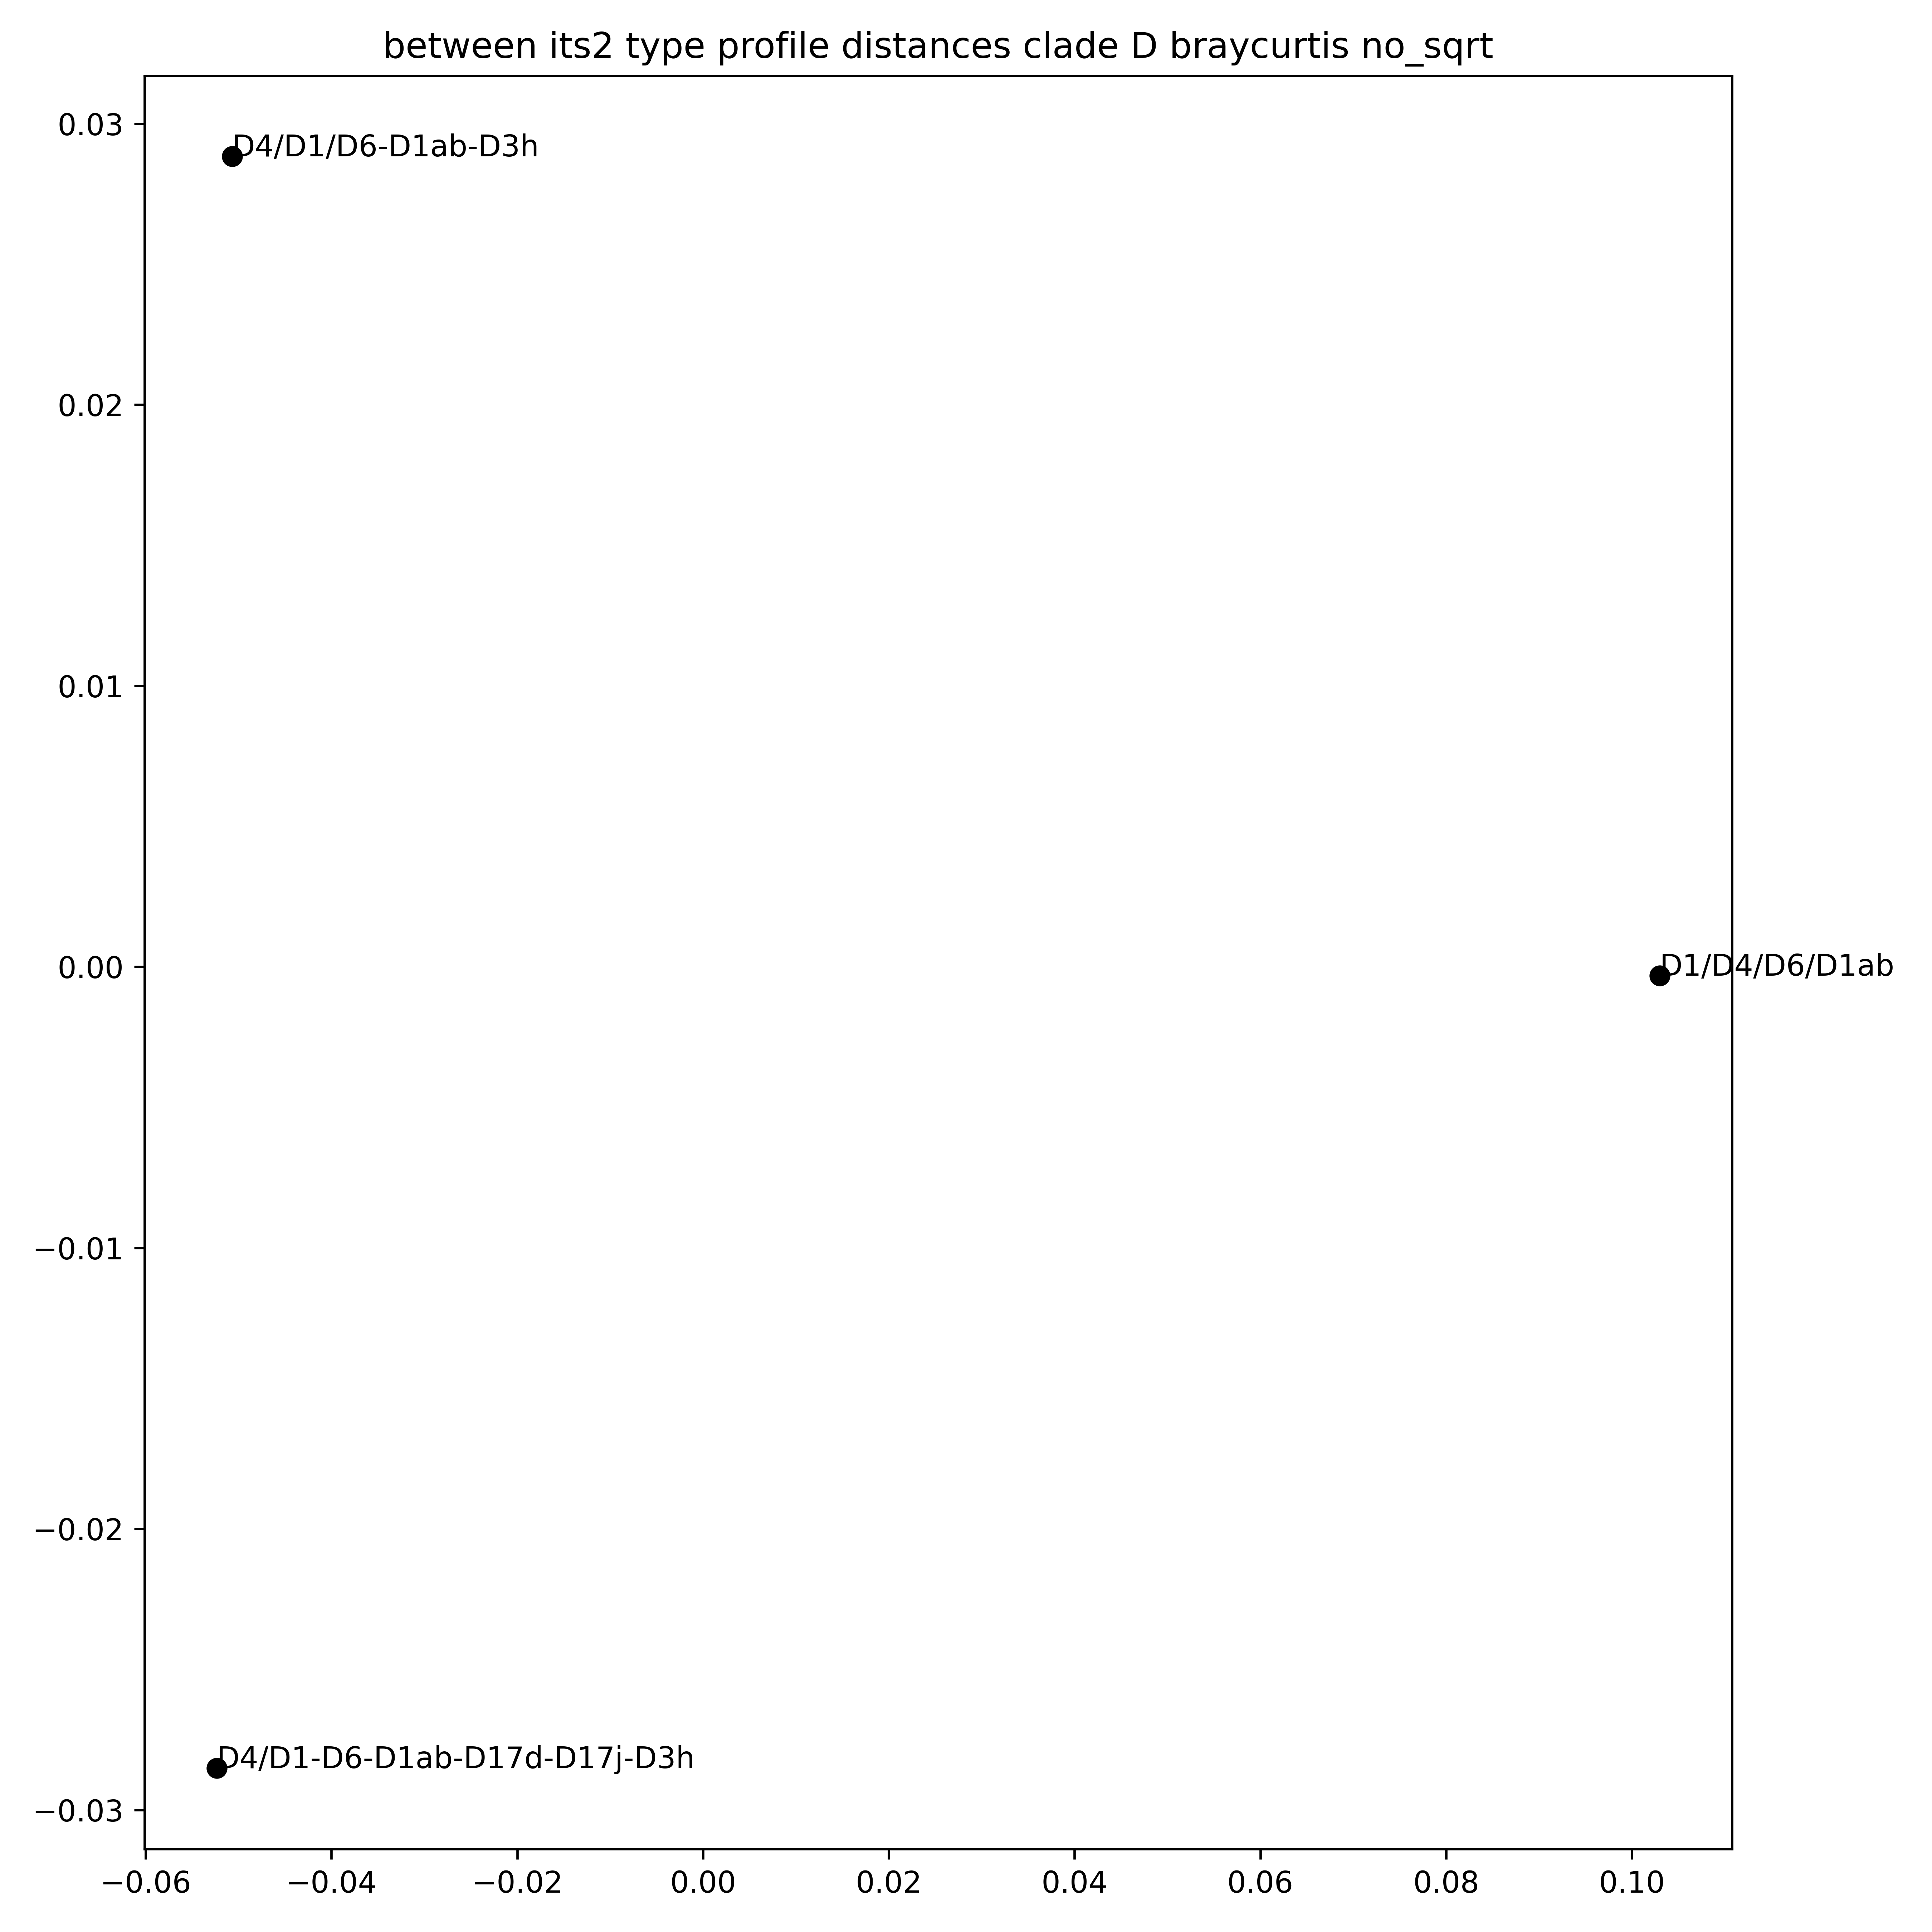 between its2 type profile distances clade D braycurtis no_sqrt
0.03
D4/D1/D6-D1ab-D3h
0.02
0.01
0.00
D1/D4/D6/D1ab
−0.01
−0.02
D4/D1-D6-D1ab-D17d-D17j-D3h
−0.03
−0.06 −0.04 −0.02 0.00 0.02 0.04 0.06 0.08 0.10